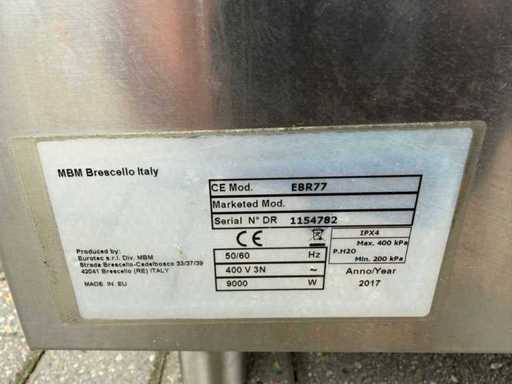 MBM Brescello Italy
CE Mod. EBR77
Marketed Mod.
Serial N° DR 1154782
CE
50/60 Hz
400 V 3N ~
9000 W
IPX4
P.H2O Max. 400 kPa
Min. 200 kPa
Anno/Year
2017
Produced by:
Eurotec s.r.l. Div. MBM
Strada Brescello-Cadelbosco 33/37/39
42041 Brescello (RE) ITALY
MADE IN EU